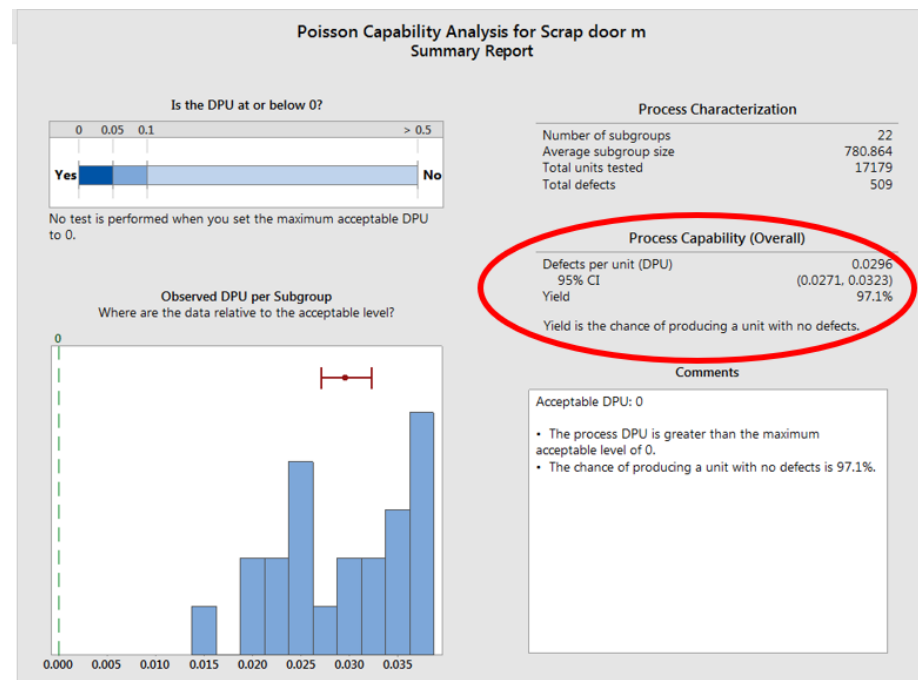 Poisson Capability Analysis for Scrap door m
Summary Report
Is the DPU at or below 0?
0 0.05 0.1 > 0.5
Yes No
No test is performed when you set the maximum acceptable DPU
to 0.
Process Characterization
Number of subgroups 22
Average subgroup size 780.864
Total units tested 17179
Total defects 509
Process Capability (Overall)
Defects per unit (DPU) 0.0296
95% CI (0.0271, 0.0323)
Yield 97.1%
Yield is the chance of producing a unit with no defects.
Observed DPU per Subgroup
Where are the data relative to the acceptable level?
0
0.000 0.005 0.010 0.015 0.020 0.025 0.030 0.035
Comments
Acceptable DPU: 0
• The process DPU is greater than the maximum
acceptable level of 0.
• The chance of producing a unit with no defects is 97.1%.